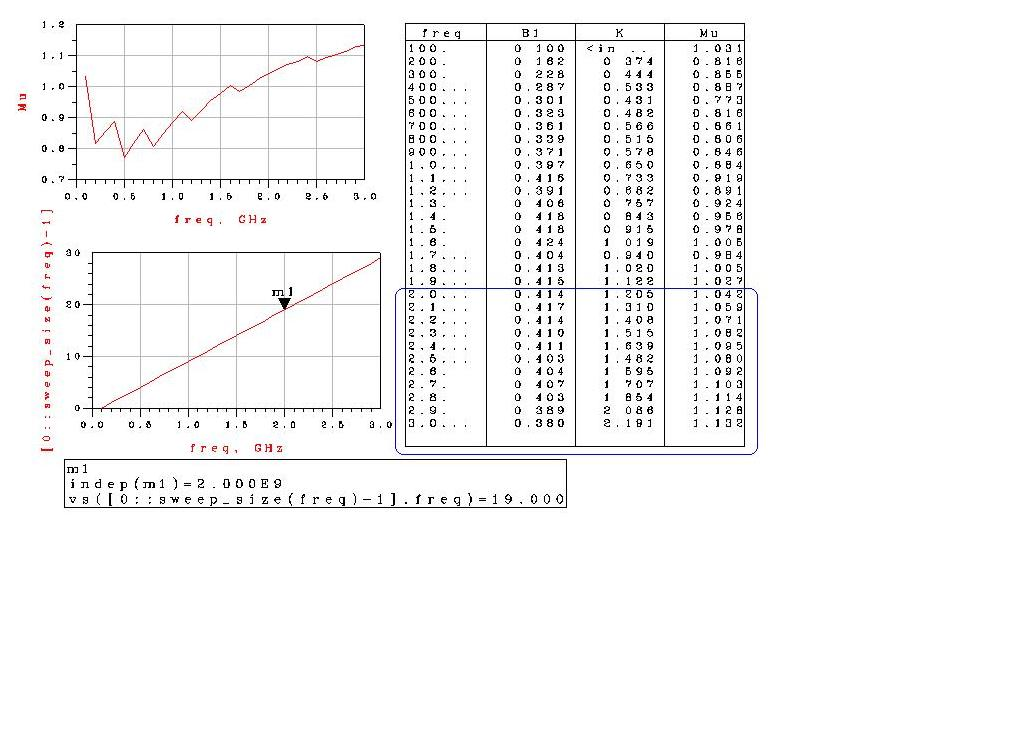 1.2
1.1
1.0
0.9
0.8
0.7
0.0 0.5 1.0 1.5 2.0 2.5 3.0
freq, GHz
Mu
30
20
10
0
0.0 0.5 1.0 1.5 2.0 2.5 3.0
freq, GHz
[0::sweep_size(freq)-1]
m1
m1
indep(m1)=2.000E9
vs([0::sweep_size(freq)-1],freq)=19.000
freq B1 K Mu
100. 0 100 <in .. 1.031
200. 0 162 0 374 0.816
300. 0 228 0 444 0.855
400... 0.287 0.533 0.887
500... 0.301 0.431 0.773
600... 0.323 0.482 0.816
700... 0.361 0.566 0.861
800... 0.339 0.515 0.806
900... 0.371 0.578 0.846
1.0... 0.397 0.650 0.884
1.1... 0.416 0.733 0.919
1.2... 0.391 0.682 0.891
1.3. 0 406 0 757 0.924
1.4. 0 418 0 843 0.956
1.5. 0 418 0 915 0.978
1.6. 0 424 1 019 1.005
1.7... 0.404 0.940 0.984
1.8... 0.413 1.020 1.005
1.9... 0.415 1.122 1.027
2.0... 0.414 1.205 1.042
2.1... 0.417 1.310 1.059
2.2... 0.414 1.408 1.071
2.3... 0.410 1.515 1.082
2.4... 0.411 1.639 1.095
2.5... 0.403 1.482 1.080
2.6. 0 404 1 595 1.092
2.7. 0 407 1 707 1.103
2.8. 0 403 1 854 1.114
2.9. 0 389 2 086 1.128
3.0... 0.380 2.191 1.132